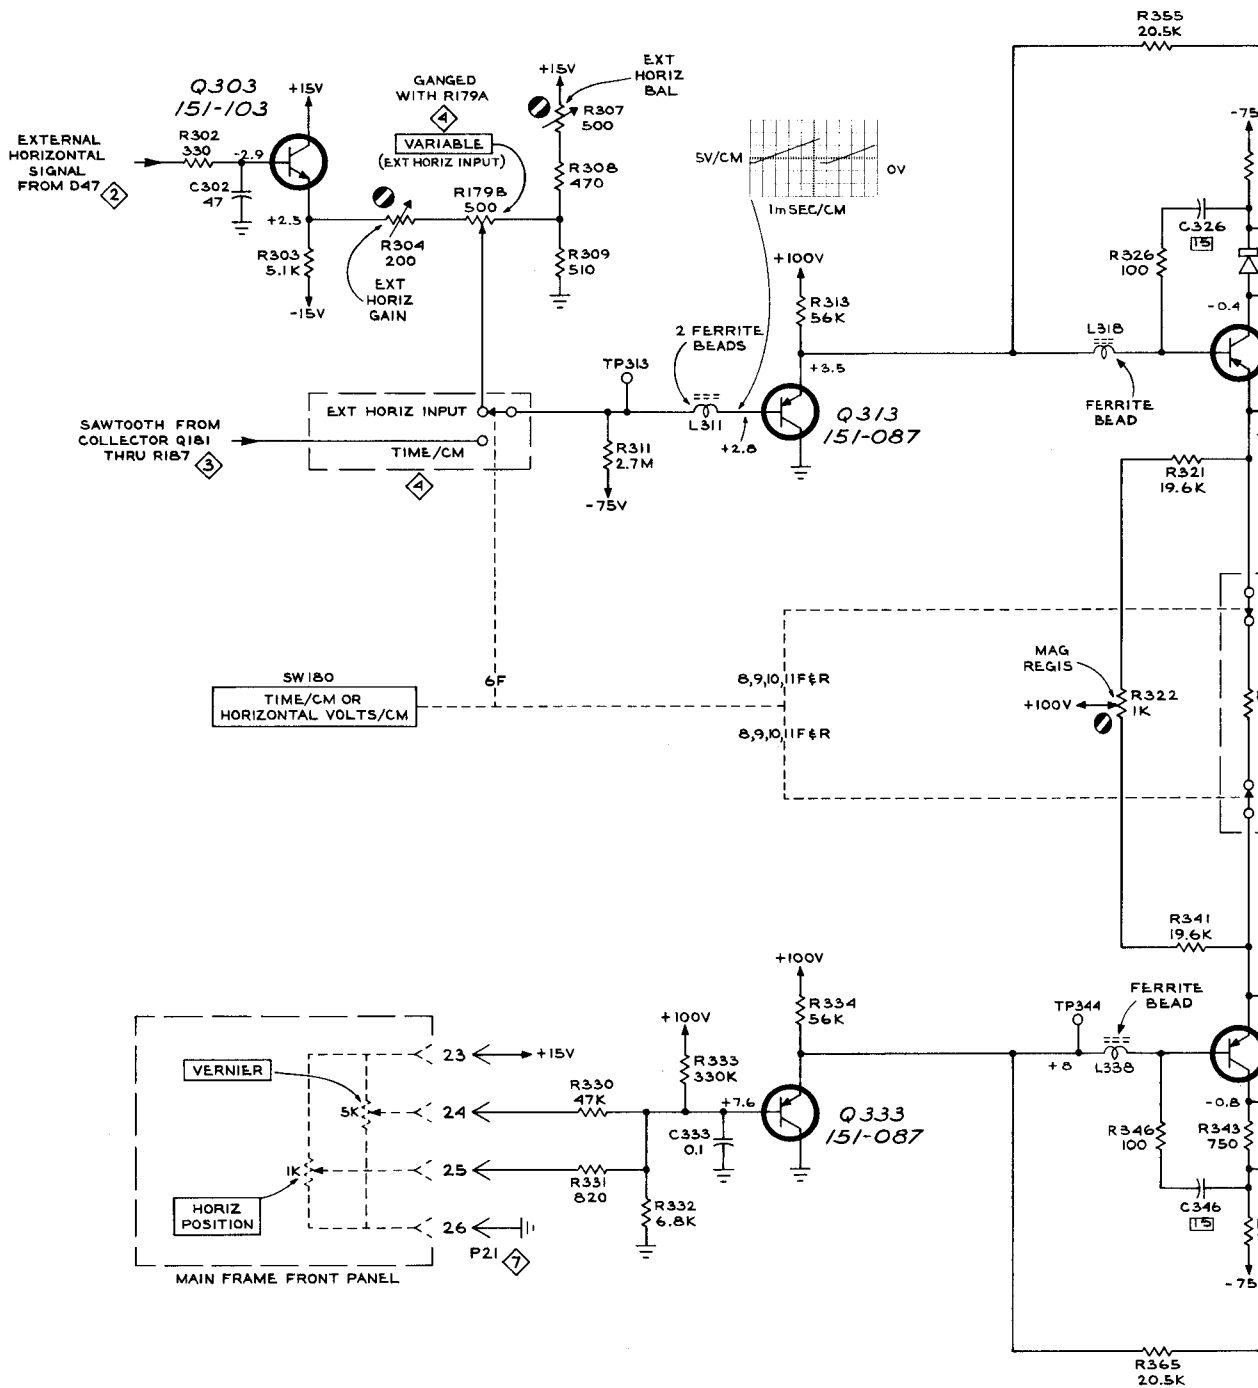 R355
20.5K
Q303
151-103
+15V
GANGED
WITH R179A
4
VARIABLE
(EXT HORIZ INPUT)
+15V
EXT
HORIZ
BAL
R307
500
EXTERNAL
HORIZONTAL
SIGNAL
FROM D47
2
R302
330
-2.9
C302
47
R308
470
R179B
500
+2.3
R304
200
R303
5.1K
R309
510
EXT
HORIZ
GAIN
-15V
5V/CM
0V
1mSEC/CM
-75
C326
15
R326
100
+100V
R313
56K
-0.4
L318
2 FERRITE
BEADS
+3.5
FERRITE
BEAD
TP313
EXT HORIZ INPUT
L311
+2.8
Q313
151-087
SAWTOOTH FROM
COLLECTOR Q181
THRU R187
3
TIME/CM
4
R311
2.7M
-75V
R321
19.6K
MAG
REGIS
SW180
TIME/CM OR
HORIZONTAL VOLTS/CM
6F
8,9,10,11F&R
8,9,10,11F&R
+100V
R322
1K
R341
19.6K
+100V
R334
56K
FERRITE
BEAD
TP344
+8
L338
23
+15V
VERNIER
5K
24
R330
47K
+100V
R333
330K
+7.6
C333
0.1
Q333
151-087
-0.8
R346
100
R343
750
1K
25
R331
820
HORIZ
POSITION
R332
6.8K
C346
15
26
P21
7
MAIN FRAME FRONT PANEL
-75
R365
20.5K